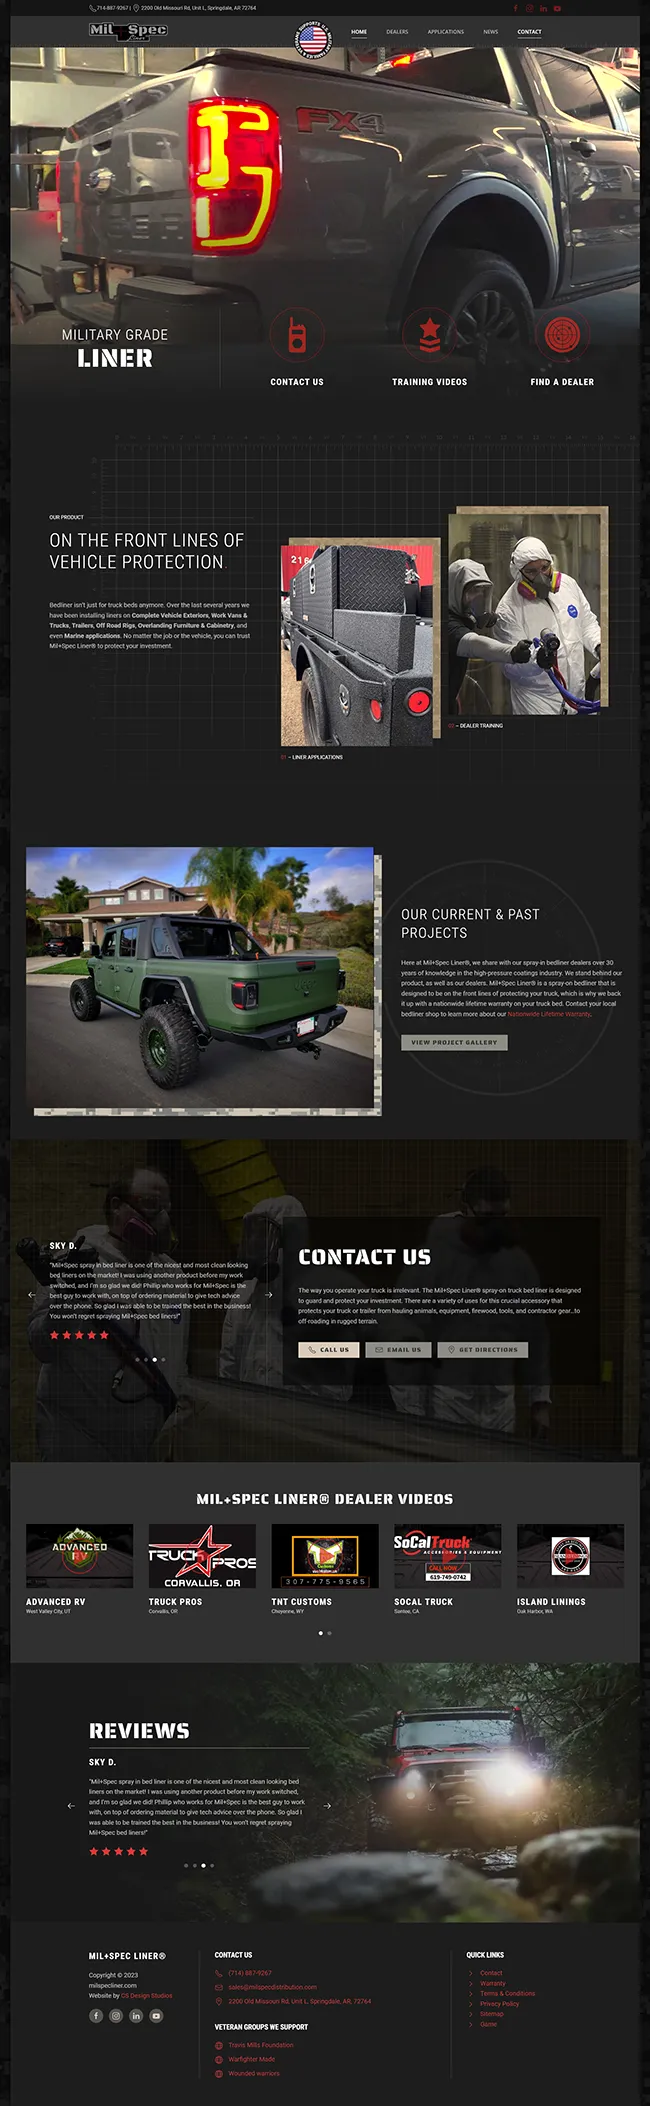 714-887-9267 | 2200 Old Missouri Rd, Unit L, Springdale, AR 72764
Mil+Spec
Liner
HOME
DEALERS
APPLICATIONS
NEWS
CONTACT
FX4
MILITARY GRADE
LINER
CONTACT US
TRAINING VIDEOS
FIND A DEALER
OUR PRODUCT
ON THE FRONT LINES OF
VEHICLE PROTECTION.
Bedliner isn't just for truck beds anymore. Over the last several years we
have been installing liners on Complete Vehicle Exteriors, Work Vans &
Trucks, Trailers, Off Road Rigs, Overlanding Furniture & Cabinetry, and
even Marine applications. No matter the job or the vehicle, you can trust
Mil+Spec Liner® to protect your investment.
216
01 – LINER APPLICATIONS
02 – DEALER TRAINING
OUR CURRENT & PAST
PROJECTS
Here at Mil+Spec Liner®, we share with our spray-in bedliner dealers over 30
years of knowledge in the high-pressure coatings industry. We stand behind our
product, as well as our dealers. Mil+Spec Liner® is a spray-on bedliner that is
designed to be on the front lines of protecting your truck, which is why we back
it up with a nationwide lifetime warranty on your truck bed. Contact your local
bedliner shop to learn more about our Nationwide Lifetime Warranty.
VIEW PROJECT GALLERY
SKY D.
"Mil+Spec spray in bed liner is one of the nicest and most clean looking
bed liners on the market! I was using another product before my work
switched, and I'm so glad we did! Phillip who works for Mil+Spec is the
best guy to work with, on top of ordering material to give tech advice
over the phone. So glad I was able to be trained the best in the business!
You won't regret spraying Mil+Spec bed liners!"
CONTACT US
The way you operate your truck is irrelevant. The Mil+Spec Liner® spray-on truck bed liner is designed
to guard and protect your investment. There are a variety of uses for this crucial accessory that
protects your truck or trailer from hauling animals, equipment, firewood, tools, and contractor gear...to
off-roading in rugged terrain.
CALL US
EMAIL US
GET DIRECTIONS
MIL+SPEC LINER® DEALER VIDEOS
ADVANCED
RV
TRUCK PROS
CORVALLIS, OR
Customs
307-775-9565
SoCalTruck
ACCESSORIES & EQUIPMENT
CALL NOW
619-749-0742
ADVANCED RV
West Valley City, UT
TRUCK PROS
Corvallis, OR
TNT CUSTOMS
Cheyenne, WY
SOCAL TRUCK
Santee, CA
ISLAND LININGS
Oak Harbor, WA
REVIEWS
SKY D.
"Mil+Spec spray in bed liner is one of the nicest and most clean looking bed
liners on the market! I was using another product before my work switched,
and I'm so glad we did! Phillip who works for Mil+Spec is the best guy to work
with, on top of ordering material to give tech advice over the phone. So glad I
was able to be trained the best in the business! You won't regret spraying
Mil+Spec bed liners!"
MIL+SPEC LINER®
Copyright © 2023
milspecliner.com
Website by CS Design Studios
CONTACT US
(714) 887-9267
sales@milspecdistribution.com
2200 Old Missouri Rd, Unit L, Springdale, AR, 72764
VETERAN GROUPS WE SUPPORT
Travis Mills Foundation
Warfighter Made
Wounded warriors
QUICK LINKS
Contact
Warranty
Terms & Conditions
Privacy Policy
Sitemap
Game